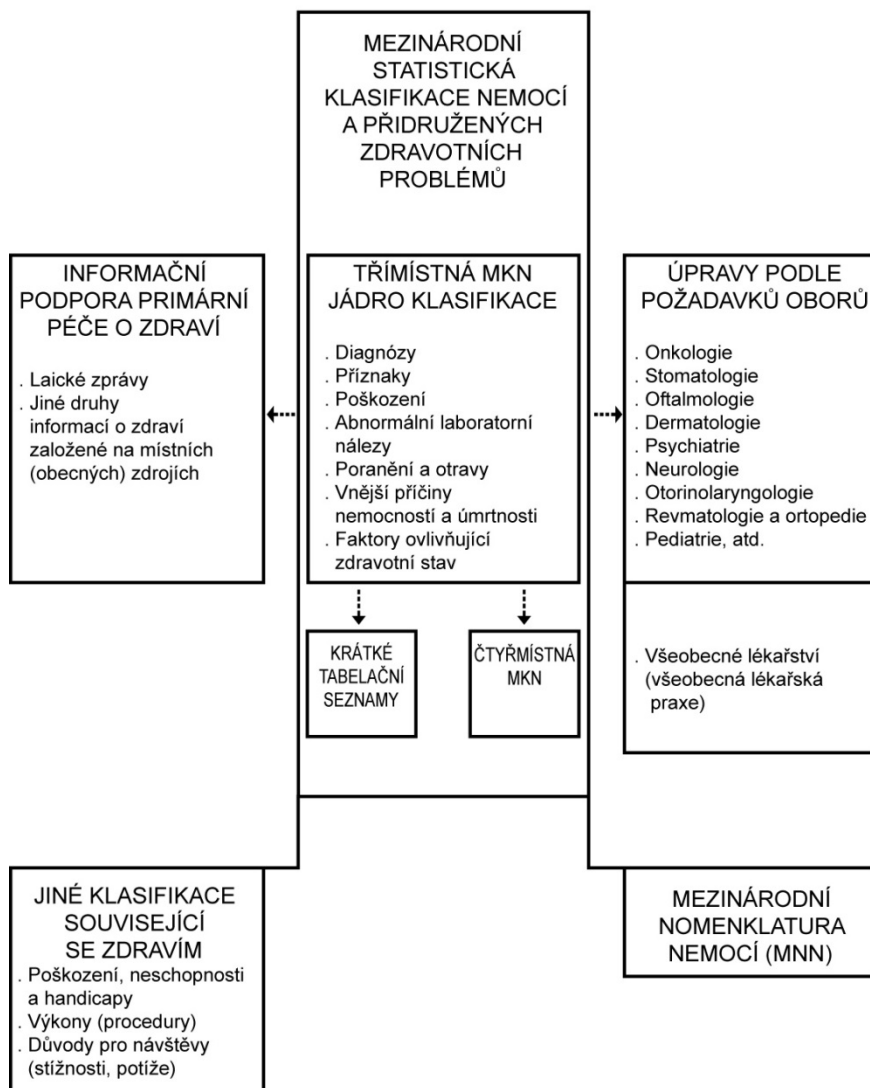 MEZINÁRODNÍ
STATISTICKÁ
KLASIFIKACE NEMOCÍ
A PŘIDRUŽENÝCH
ZDRAVOTNÍCH
PROBLÉMŮ
INFORMAČNÍ
PODPORA PRIMÁRNÍ
PÉČE O ZDRAVÍ
. Laické zprávy
. Jiné druhy
informací o zdraví
založené na místních
(obecných) zdrojích
TŘÍMÍSTNÁ MKN
JÁDRO KLASIFIKACE
. Diagnózy
. Příznaky
. Poškození
. Abnormální laboratorní
nálezy
. Poranění a otravy
. Vnější příčiny
nemocností a úmrtnosti
. Faktory ovlivňující
zdravotní stav
ÚPRAVY PODLE
POŽADAVKŮ OBORŮ
. Onkologie
. Stomatologie
. Oftalmologie
. Dermatologie
. Psychiatrie
. Neurologie
. Otorinolaryngologie
. Revmatologie a ortopedie
. Pediatrie, atd.
KRÁTKÉ
TABELAČNÍ
SEZNAMY
ČTYŘMÍSTNÁ
MKN
. Všeobecné lékařství
(všeobecná lékařská
praxe)
JINÉ KLASIFIKACE
SOUVISEJÍCÍ
SE ZDRAVÍM
. Poškození, neschopnosti
a handicapy
. Výkony (procedury)
. Důvody pro návštěvy
(stížnosti, potíže)
MEZINÁRODNÍ
NOMENKLATURA
NEMOCÍ (MNN)